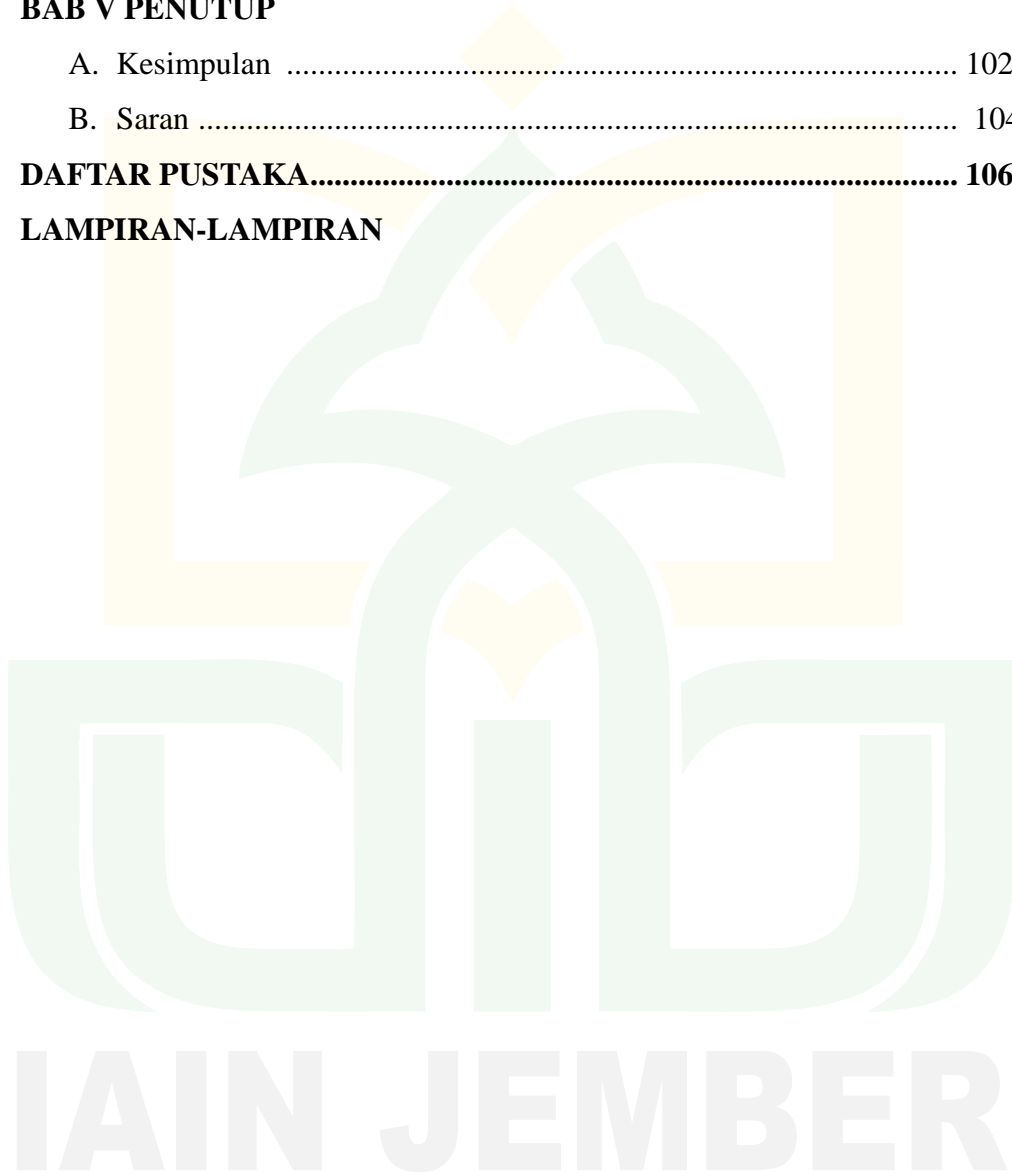 BAB V PENUTUP
A. Kesimpulan ................................................................................... 102
B. Saran .............................................................................................. 104
DAFTAR PUSTAKA................................................................................ 106
LAMPIRAN-LAMPIRAN
IAIN JEMBER